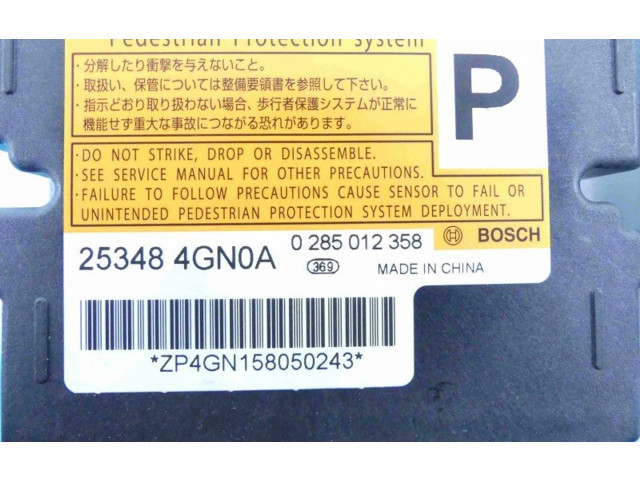 Pedestrian Protection System
・分解したり衝撃を与えないこと。
・取扱い、保管については整備要領書を参照して下さい。
・指示どおり取り扱わない場合、歩行者保護システムが正常に
機能せず重大な事故につながる恐れがあります。
P
・DO NOT STRIKE, DROP OR DISASSEMBLE.
・SEE SERVICE MANUAL FOR OTHER PRECAUTIONS.
・FAILURE TO FOLLOW PRECAUTIONS CAUSE SENSOR TO FAIL OR
UNINTENDED PEDESTRIAN PROTECTION SYSTEM DEPLOYMENT.
25348 4GN0A 0 285 012 358 BOSCH
369 MADE IN CHINA
*ZP4GN158050243*